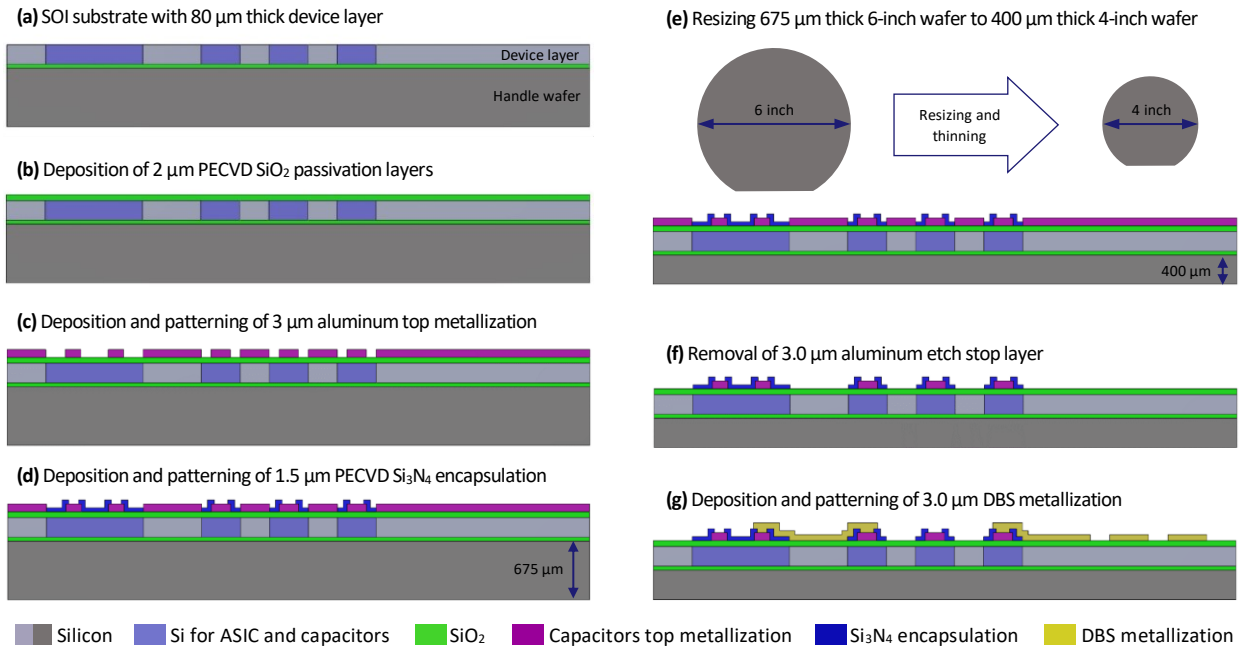 (a) SOI substrate with 80 µm thick device layer
Device layer
Handle wafer
(b) Deposition of 2 µm PECVD SiO₂ passivation layers
(c) Deposition and patterning of 3 µm aluminum top metallization
(d) Deposition and patterning of 1.5 µm PECVD Si₃N₄ encapsulation
675 µm
(e) Resizing 675 µm thick 6-inch wafer to 400 µm thick 4-inch wafer
6 inch
Resizing and
thinning
4 inch
400 µm
(f) Removal of 3.0 µm aluminum etch stop layer
(g) Deposition and patterning of 3.0 µm DBS metallization
Silicon
Si for ASIC and capacitors
SiO₂
Capacitors top metallization
Si₃N₄ encapsulation
DBS metallization